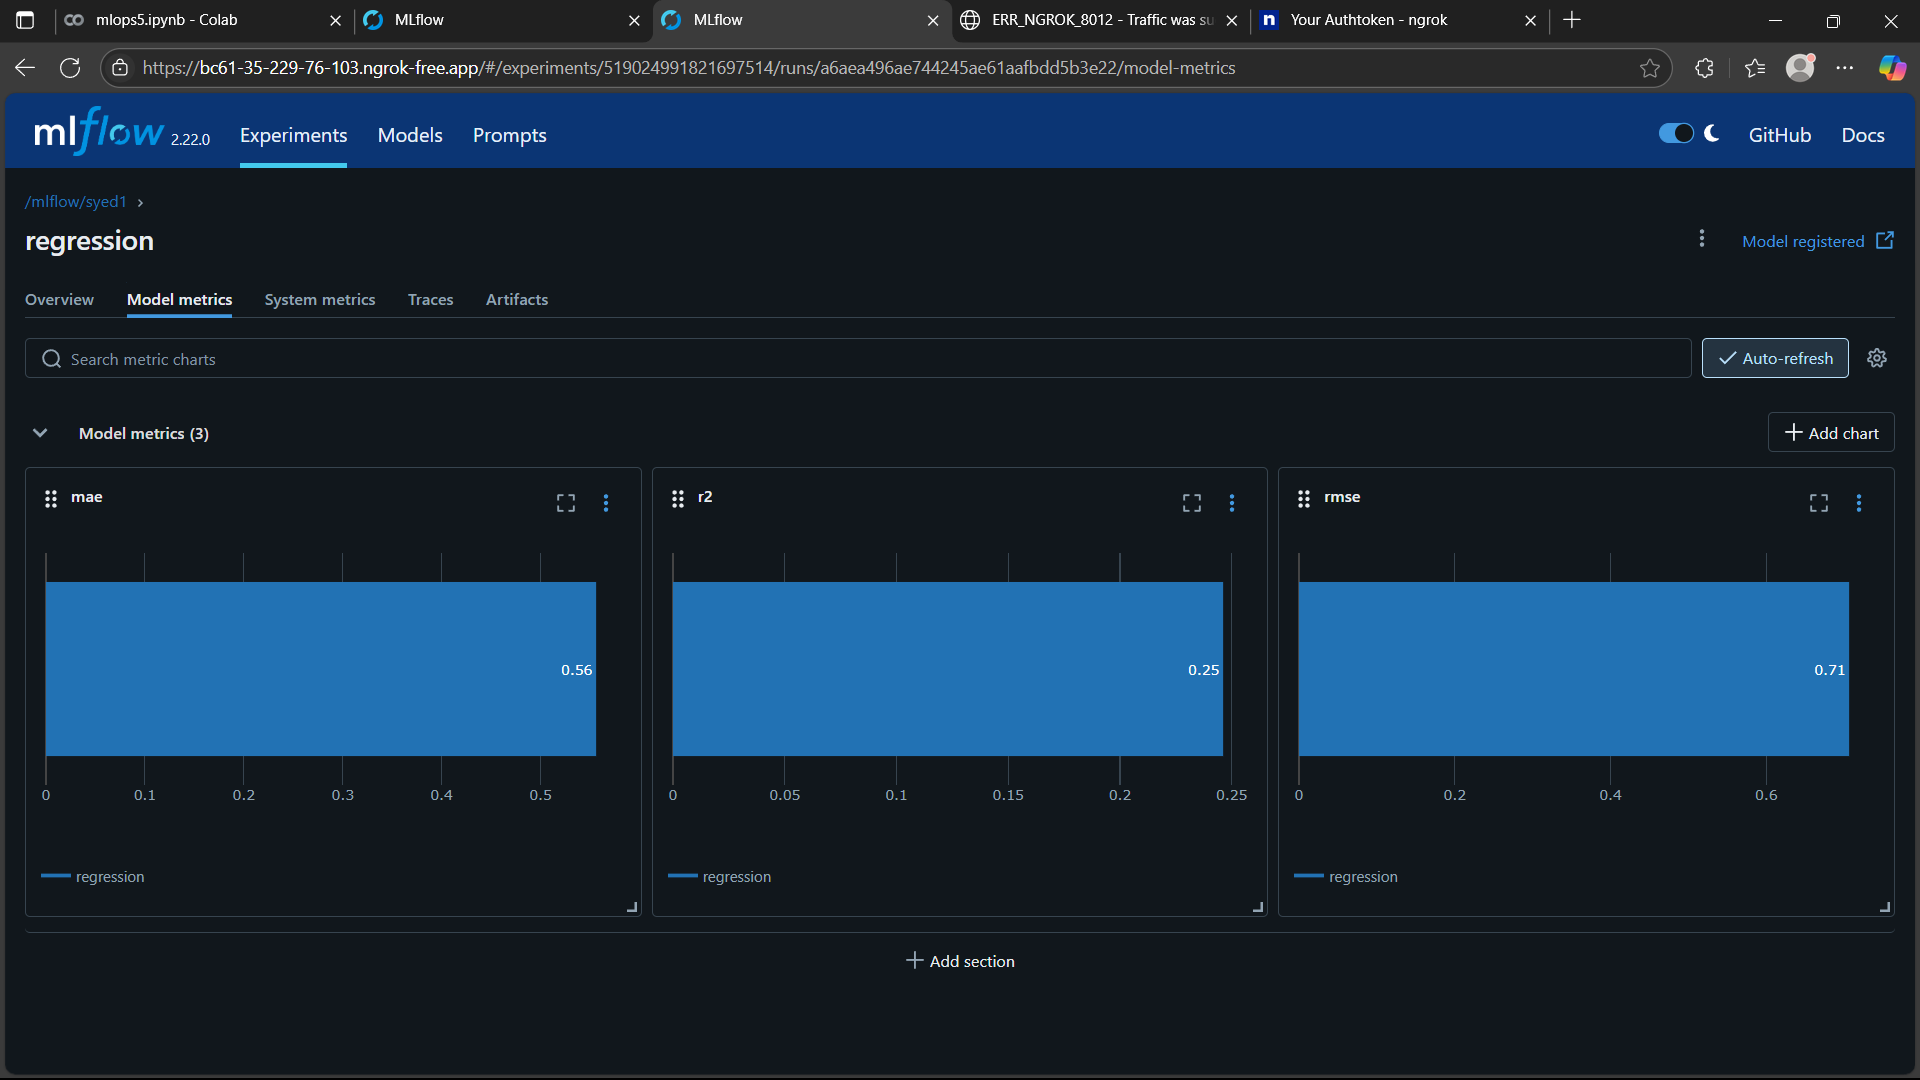 mlops5.ipynb - Colab
MLflow
MLflow
ERR_NGROK_8012 - Traffic was su
Your Authtoken - ngrok
https://bc61-35-229-76-103.ngrok-free.app/#/experiments/519024991821697514/runs/a6aea496ae744245ae61aafbdd5b3e22/model-metrics
mlflow 2.22.0
Experiments
Models
Prompts
GitHub
Docs
/mlflow/syed1
regression
Model registered
Overview
Model metrics
System metrics
Traces
Artifacts
Search metric charts
Auto-refresh
Model metrics (3)
Add chart
mae
0.56
0 0.1 0.2 0.3 0.4 0.5
regression
r2
0.25
0 0.05 0.1 0.15 0.2 0.25
regression
rmse
0.71
0 0.2 0.4 0.6
regression
Add section